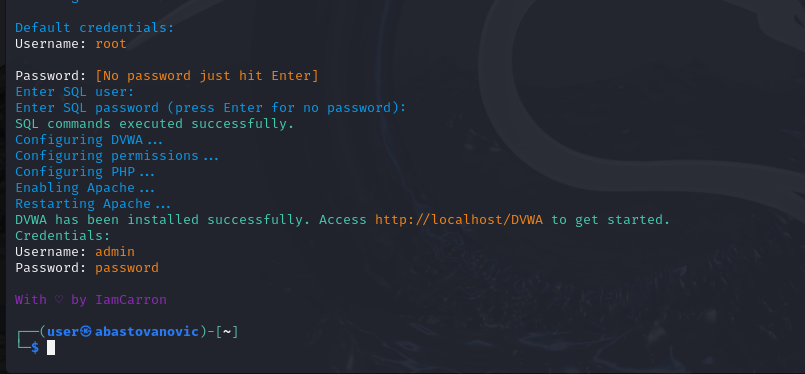 Default credentials:
Username: root
Password: [No password just hit Enter]
Enter SQL user:
Enter SQL password (press Enter for no password):
SQL commands executed successfully.
Configuring DVWA...
Configuring permissions...
Configuring PHP...
Enabling Apache...
Restarting Apache...
DVWA has been installed successfully. Access http://localhost/DVWA to get started.
Credentials:
Username: admin
Password: password
With ♡ by IamCarron
┌──(user㉿abastovanovic)-[~]
└─$